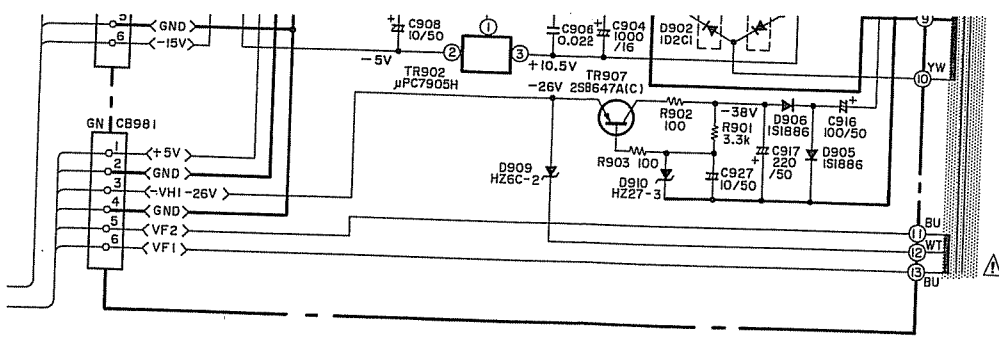 5
GND
6
-15V
C908
10/50
-5V
2
1
3
TR902
µPC7905H
+10.5V
C906
0.022
C904
1000
/16
D902
1D2C1
9
YW
10
-26V
TR907
2SB647A(C)
R902
100
-38V
R901
3.3k
D906
1S1886
C916
100/50
C917
220
/50
D905
1S1886
R903 100
D909
HZ6C-2
D910
HZ27-3
C927
10/50
GN CB981
1
+5V
2
GND
3
-VH1 -26V
4
GND
5
VF2
6
VF1
BU
11
WT
12
13
BU